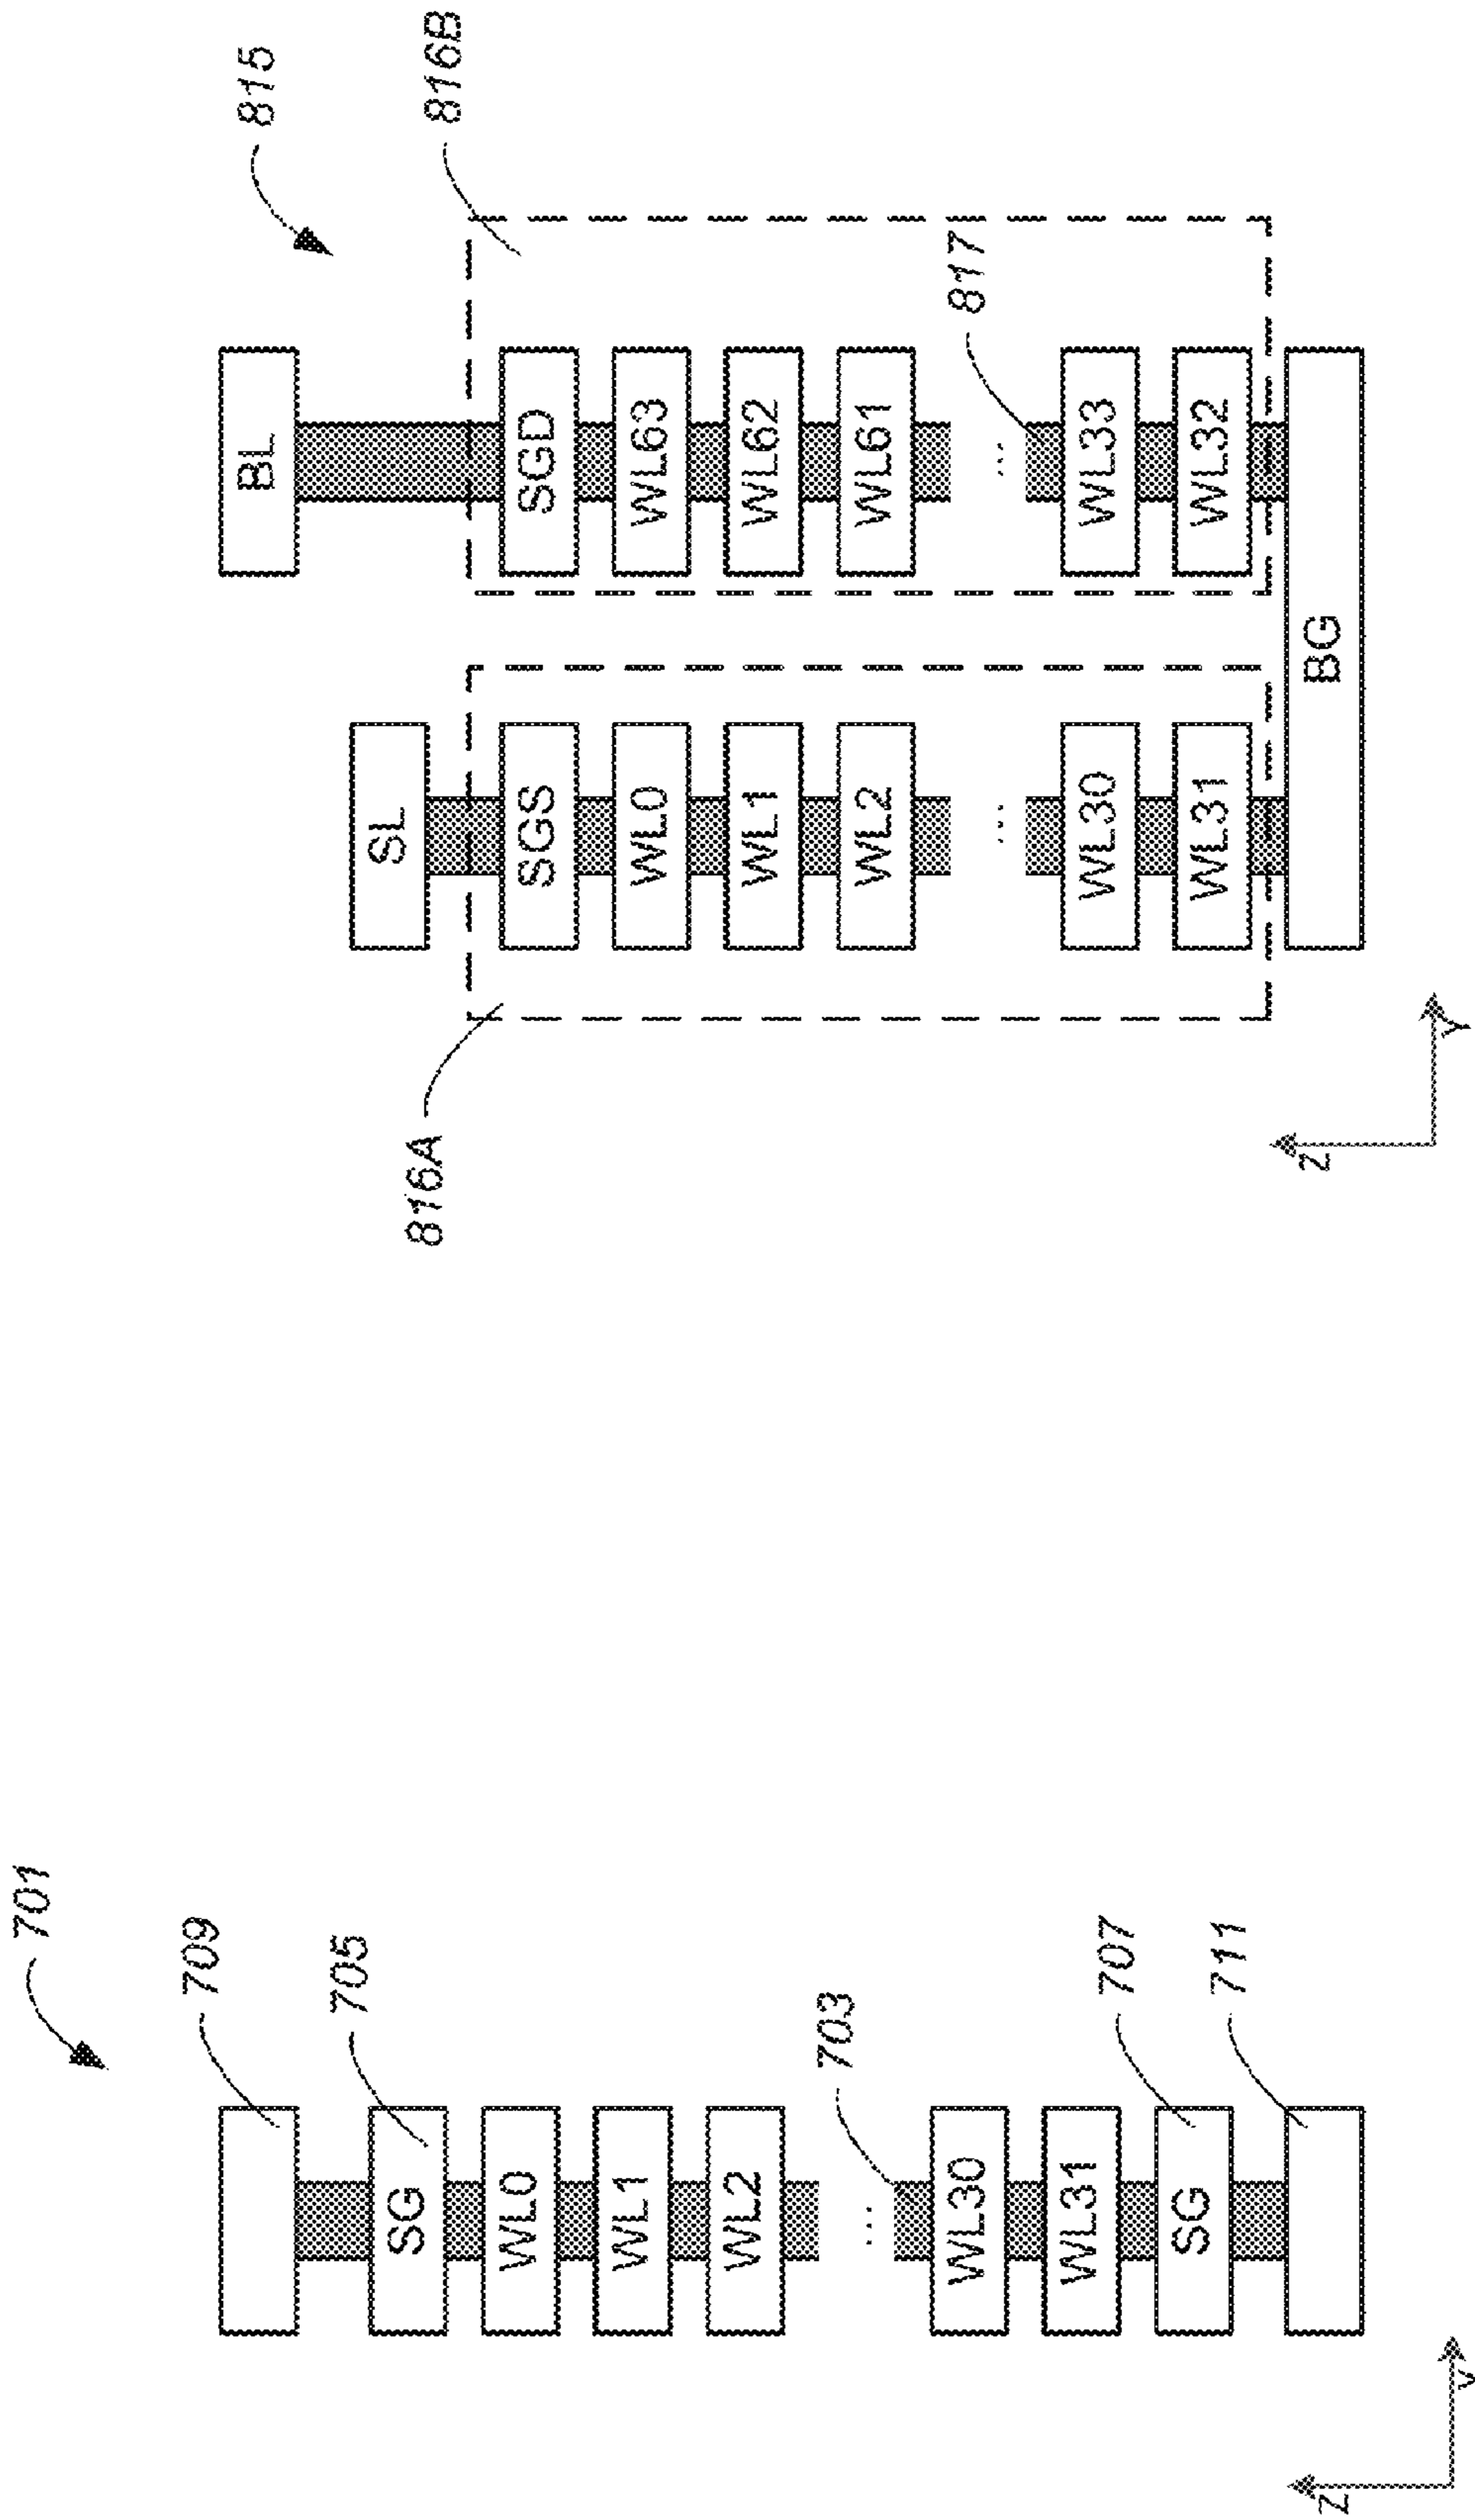 701
709
705
SG
WL0
WL1
WL2
...
703
WL30
WL31
SG
707
711
Z
Y
815
816B
BL
SL
816A
SGS
SGD
WL0
WL63
WL1
WL62
WL2
WL61
...
...
817
WL30
WL33
WL31
WL32
BG
Z
Y